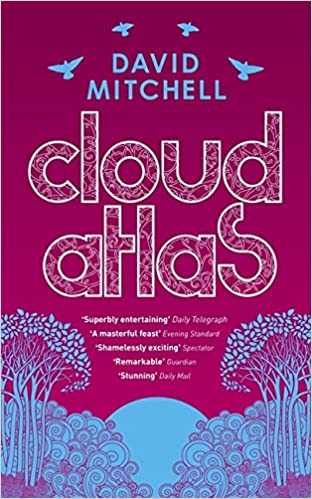 DAVID
MITCHELL
cloud
atlas
‘Superbly entertaining’ Daily Telegraph
‘A masterful feast’ Evening Standard
‘Shamelessly exciting’ Spectator
‘Remarkable’ Guardian
‘Stunning’ Daily Mail